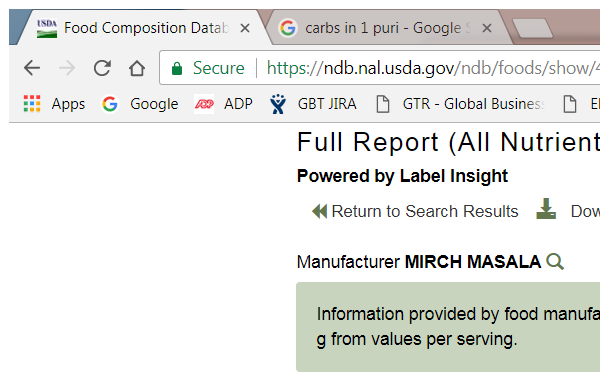 USDA Food Composition Datab
carbs in 1 puri - Google S
Secure https://ndb.nal.usda.gov/ndb/foods/show/4
Apps Google ADP ADP GBT JIRA GTR - Global Business
Full Report (All Nutrient
Powered by Label Insight
Return to Search Results Dow
Manufacturer MIRCH MASALA
Information provided by food manufa
g from values per serving.